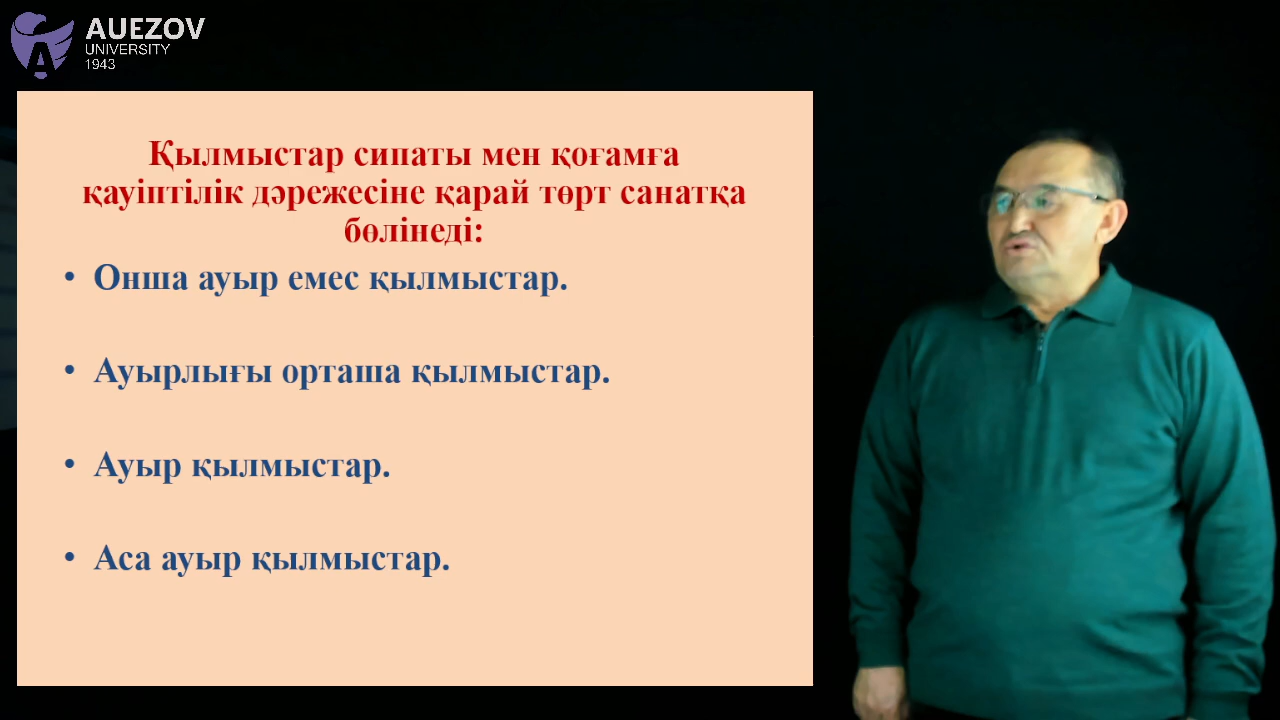 AUEZOV
UNIVERSITY
1943
Қылмыстар сипаты мен қоғамға
қауіптілік дәрежесіне қарай төрт санатқа
бөлінеді:
• Онша ауыр емес қылмыстар.
• Ауырлығы орташа қылмыстар.
• Ауыр қылмыстар.
• Аса ауыр қылмыстар.